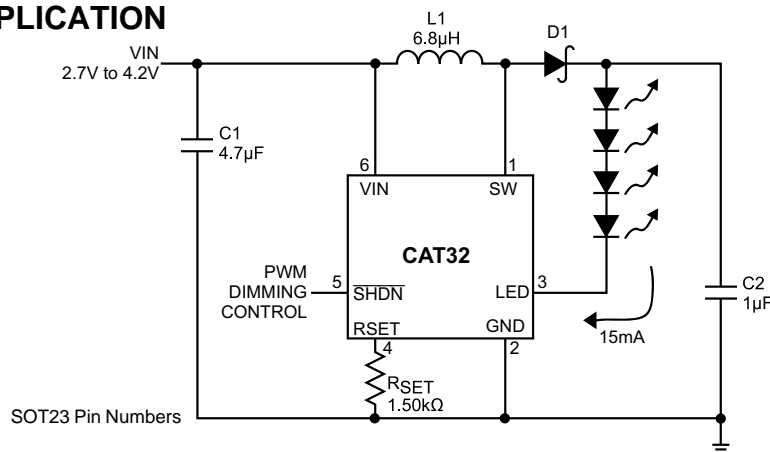 PLICATION
L1
6.8µH
D1
VIN
2.7V to 4.2V
C1
4.7µF
6
1
VIN
SW
CAT32
PWM
DIMMING
CONTROL
5
SHDN
LED
3
C2
1µF
RSET
GND
15mA
4
2
RSET
1.50kΩ
SOT23 Pin Numbers